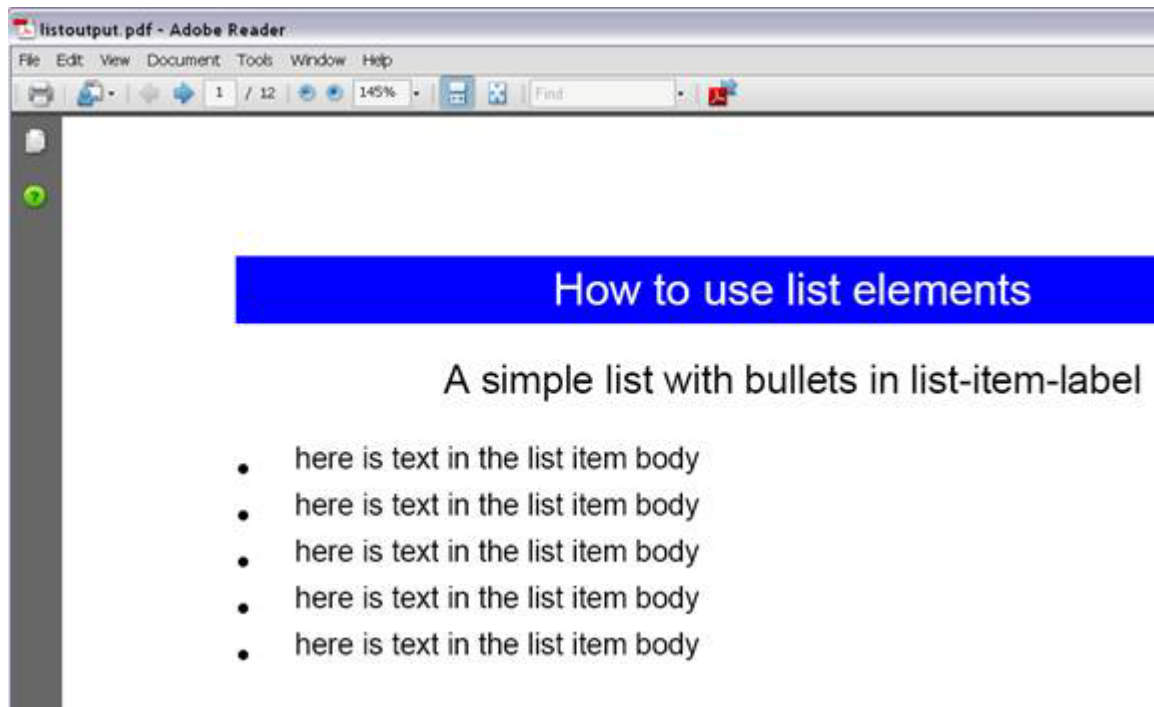 listoutput.pdf - Adobe Reader
File Edit View Document Tools Window Help
1 / 12 145% Find
How to use list elements
A simple list with bullets in list-item-label
• here is text in the list item body
• here is text in the list item body
• here is text in the list item body
• here is text in the list item body
• here is text in the list item body